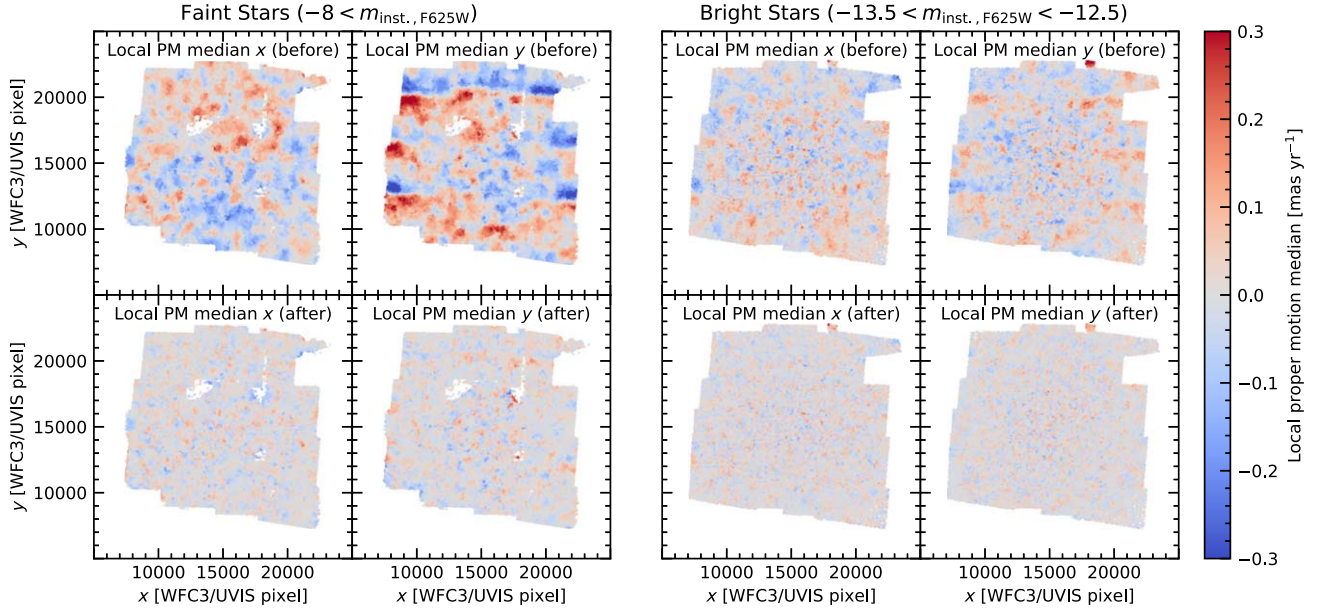 Faint Stars (−8 < m_inst., F625W)
Bright Stars (−13.5 < m_inst., F625W < −12.5)
Local PM median x (before)
Local PM median y (before)
Local PM median x (before)
Local PM median y (before)
y [WFC3/UVIS pixel]
20000
15000
10000
Local PM median x (after)
Local PM median y (after)
Local PM median x (after)
Local PM median y (after)
y [WFC3/UVIS pixel]
20000
15000
10000
10000 15000 20000
10000 15000 20000
10000 15000 20000
10000 15000 20000
x [WFC3/UVIS pixel]
x [WFC3/UVIS pixel]
x [WFC3/UVIS pixel]
x [WFC3/UVIS pixel]
0.3
0.2
0.1
0.0
−0.1
−0.2
−0.3
Local proper motion median [mas yr⁻¹]